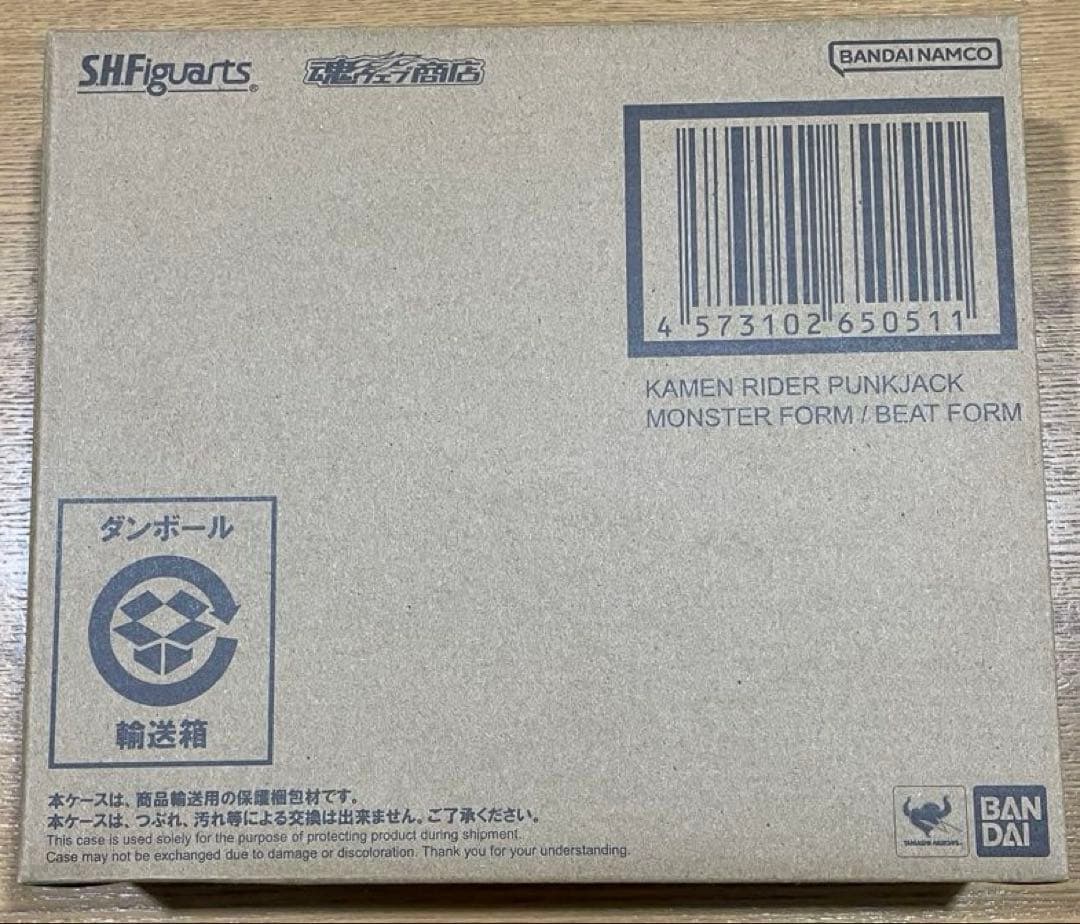 S.H.Figuarts®
魂ウェブ商店
BANDAI NAMCO
4 573102 650511
KAMEN RIDER PUNKJACK
MONSTER FORM / BEAT FORM
ダンボール
輸送箱
本ケースは、商品輸送用の保護梱包材です。
本ケースは、つぶれ、汚れ等による交換は出来ません。ご了承ください。
This case is used solely for the purpose of protecting product during shipment.
Case may not be exchanged due to damage or discoloration. Thank you for your understanding.
TAMASHII NATIONS
BAN
DAI